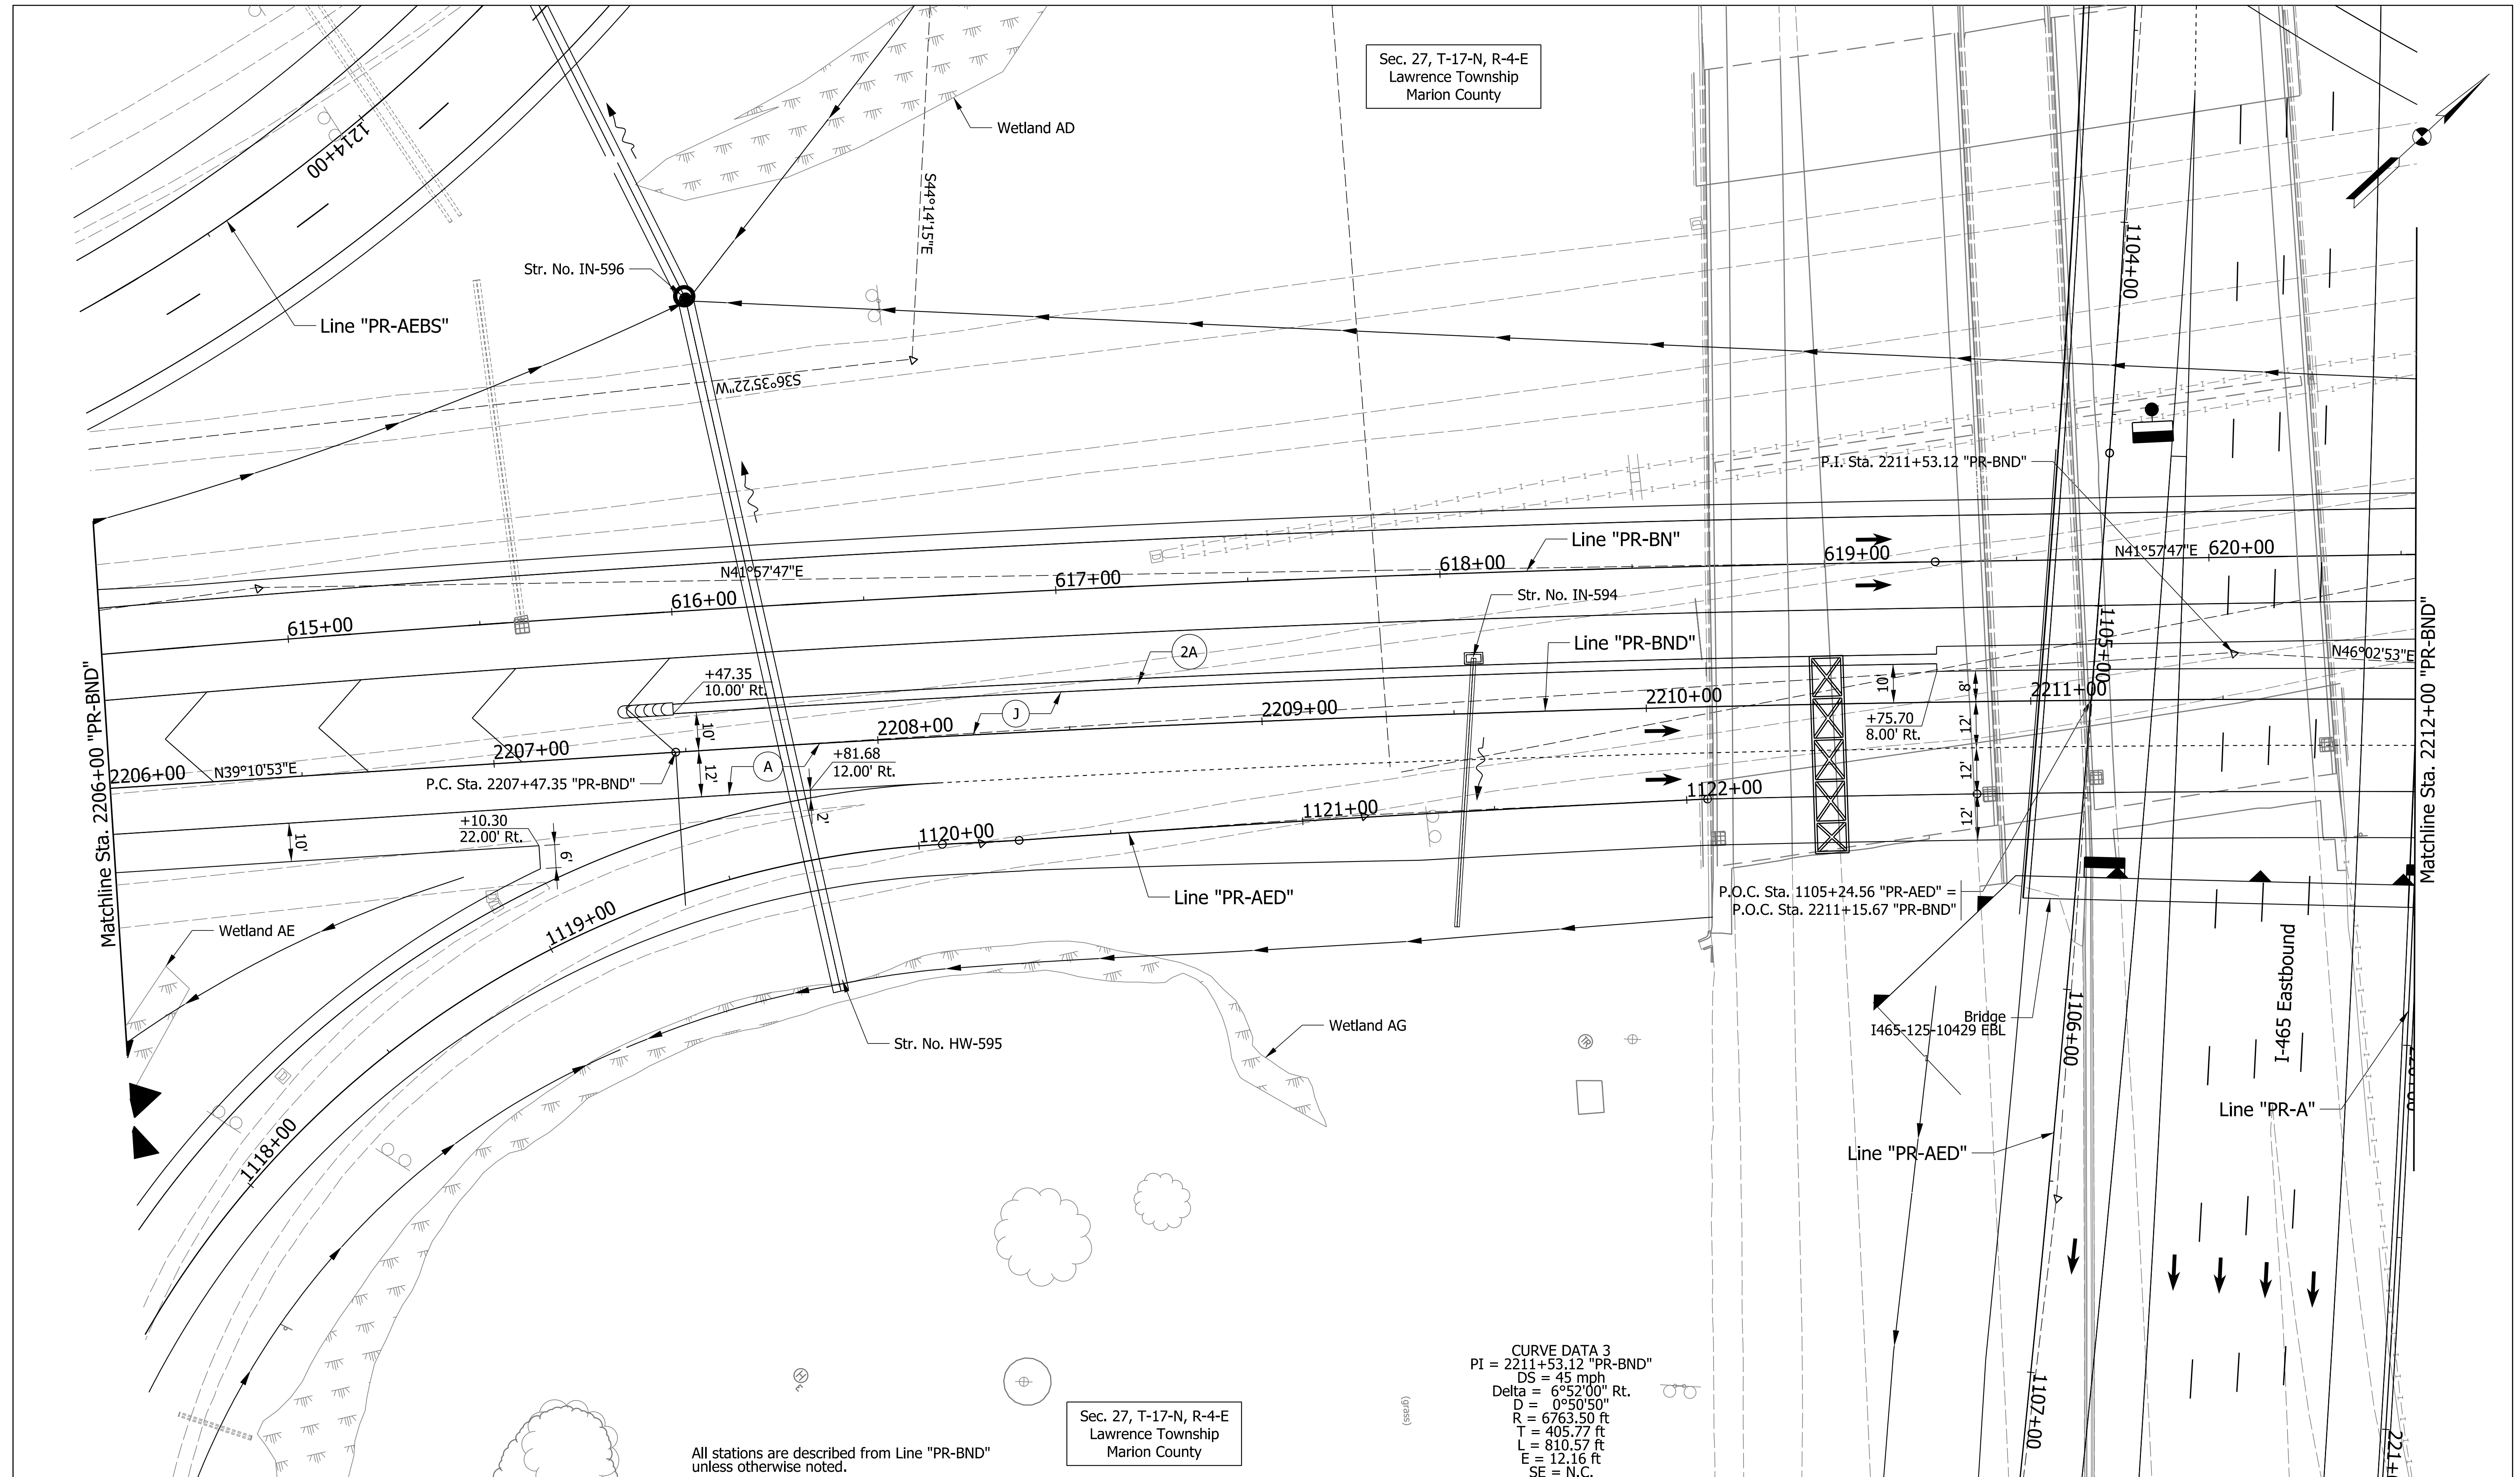 Sec. 27, T-17-N, R-4-E
Lawrence Township
Marion County
1214+00
Wetland AD
S44°14'15"E
1104+00
Str. No. IN-596
Line "PR-AEBS"
S36°35'22"W
P.I. Sta. 2211+53.12 "PR-BND"
Line "PR-BN"
615+00
616+00
N41°57'47"E
617+00
618+00
619+00
N41°57'47"E
620+00
Str. No. IN-594
Line "PR-BND"
1105+00
2A
N46°02'53"E
+47.35
10.00' Rt.
J
10'
8'
2206+00
N39°10'53"E
2207+00
2208+00
2209+00
2210+00
2211+00
10'
12'
+75.70
8.00' Rt.
P.C. Sta. 2207+47.35 "PR-BND"
12'
A
+81.68
12.00' Rt.
12'
12'
2'
Matchline Sta. 2206+00 "PR-BND"
Matchline Sta. 2212+00 "PR-BND"
+10.30
22.00' Rt.
10'
6'
1118+00
1119+00
1120+00
1121+00
1122+00
Line "PR-AED"
P.O.C. Sta. 1105+24.56 "PR-AED" =
P.O.C. Sta. 2211+15.67 "PR-BND"
Wetland AE
Str. No. HW-595
Wetland AG
TR
Bridge
I465-125-10429 EBL
1106+00
I-465 Eastbound
Line "PR-A"
Line "PR-AED"
1107+00
221+
H
(grass)
CURVE DATA 3
PI = 2211+53.12 "PR-BND"
DS = 45 mph
Delta = 6°52'00" Rt.
D = 0°50'50"
R = 6763.50 ft
T = 405.77 ft
L = 810.57 ft
E = 12.16 ft
SE = N.C.
All stations are described from Line "PR-BND"
unless otherwise noted.
Sec. 27, T-17-N, R-4-E
Lawrence Township
Marion County